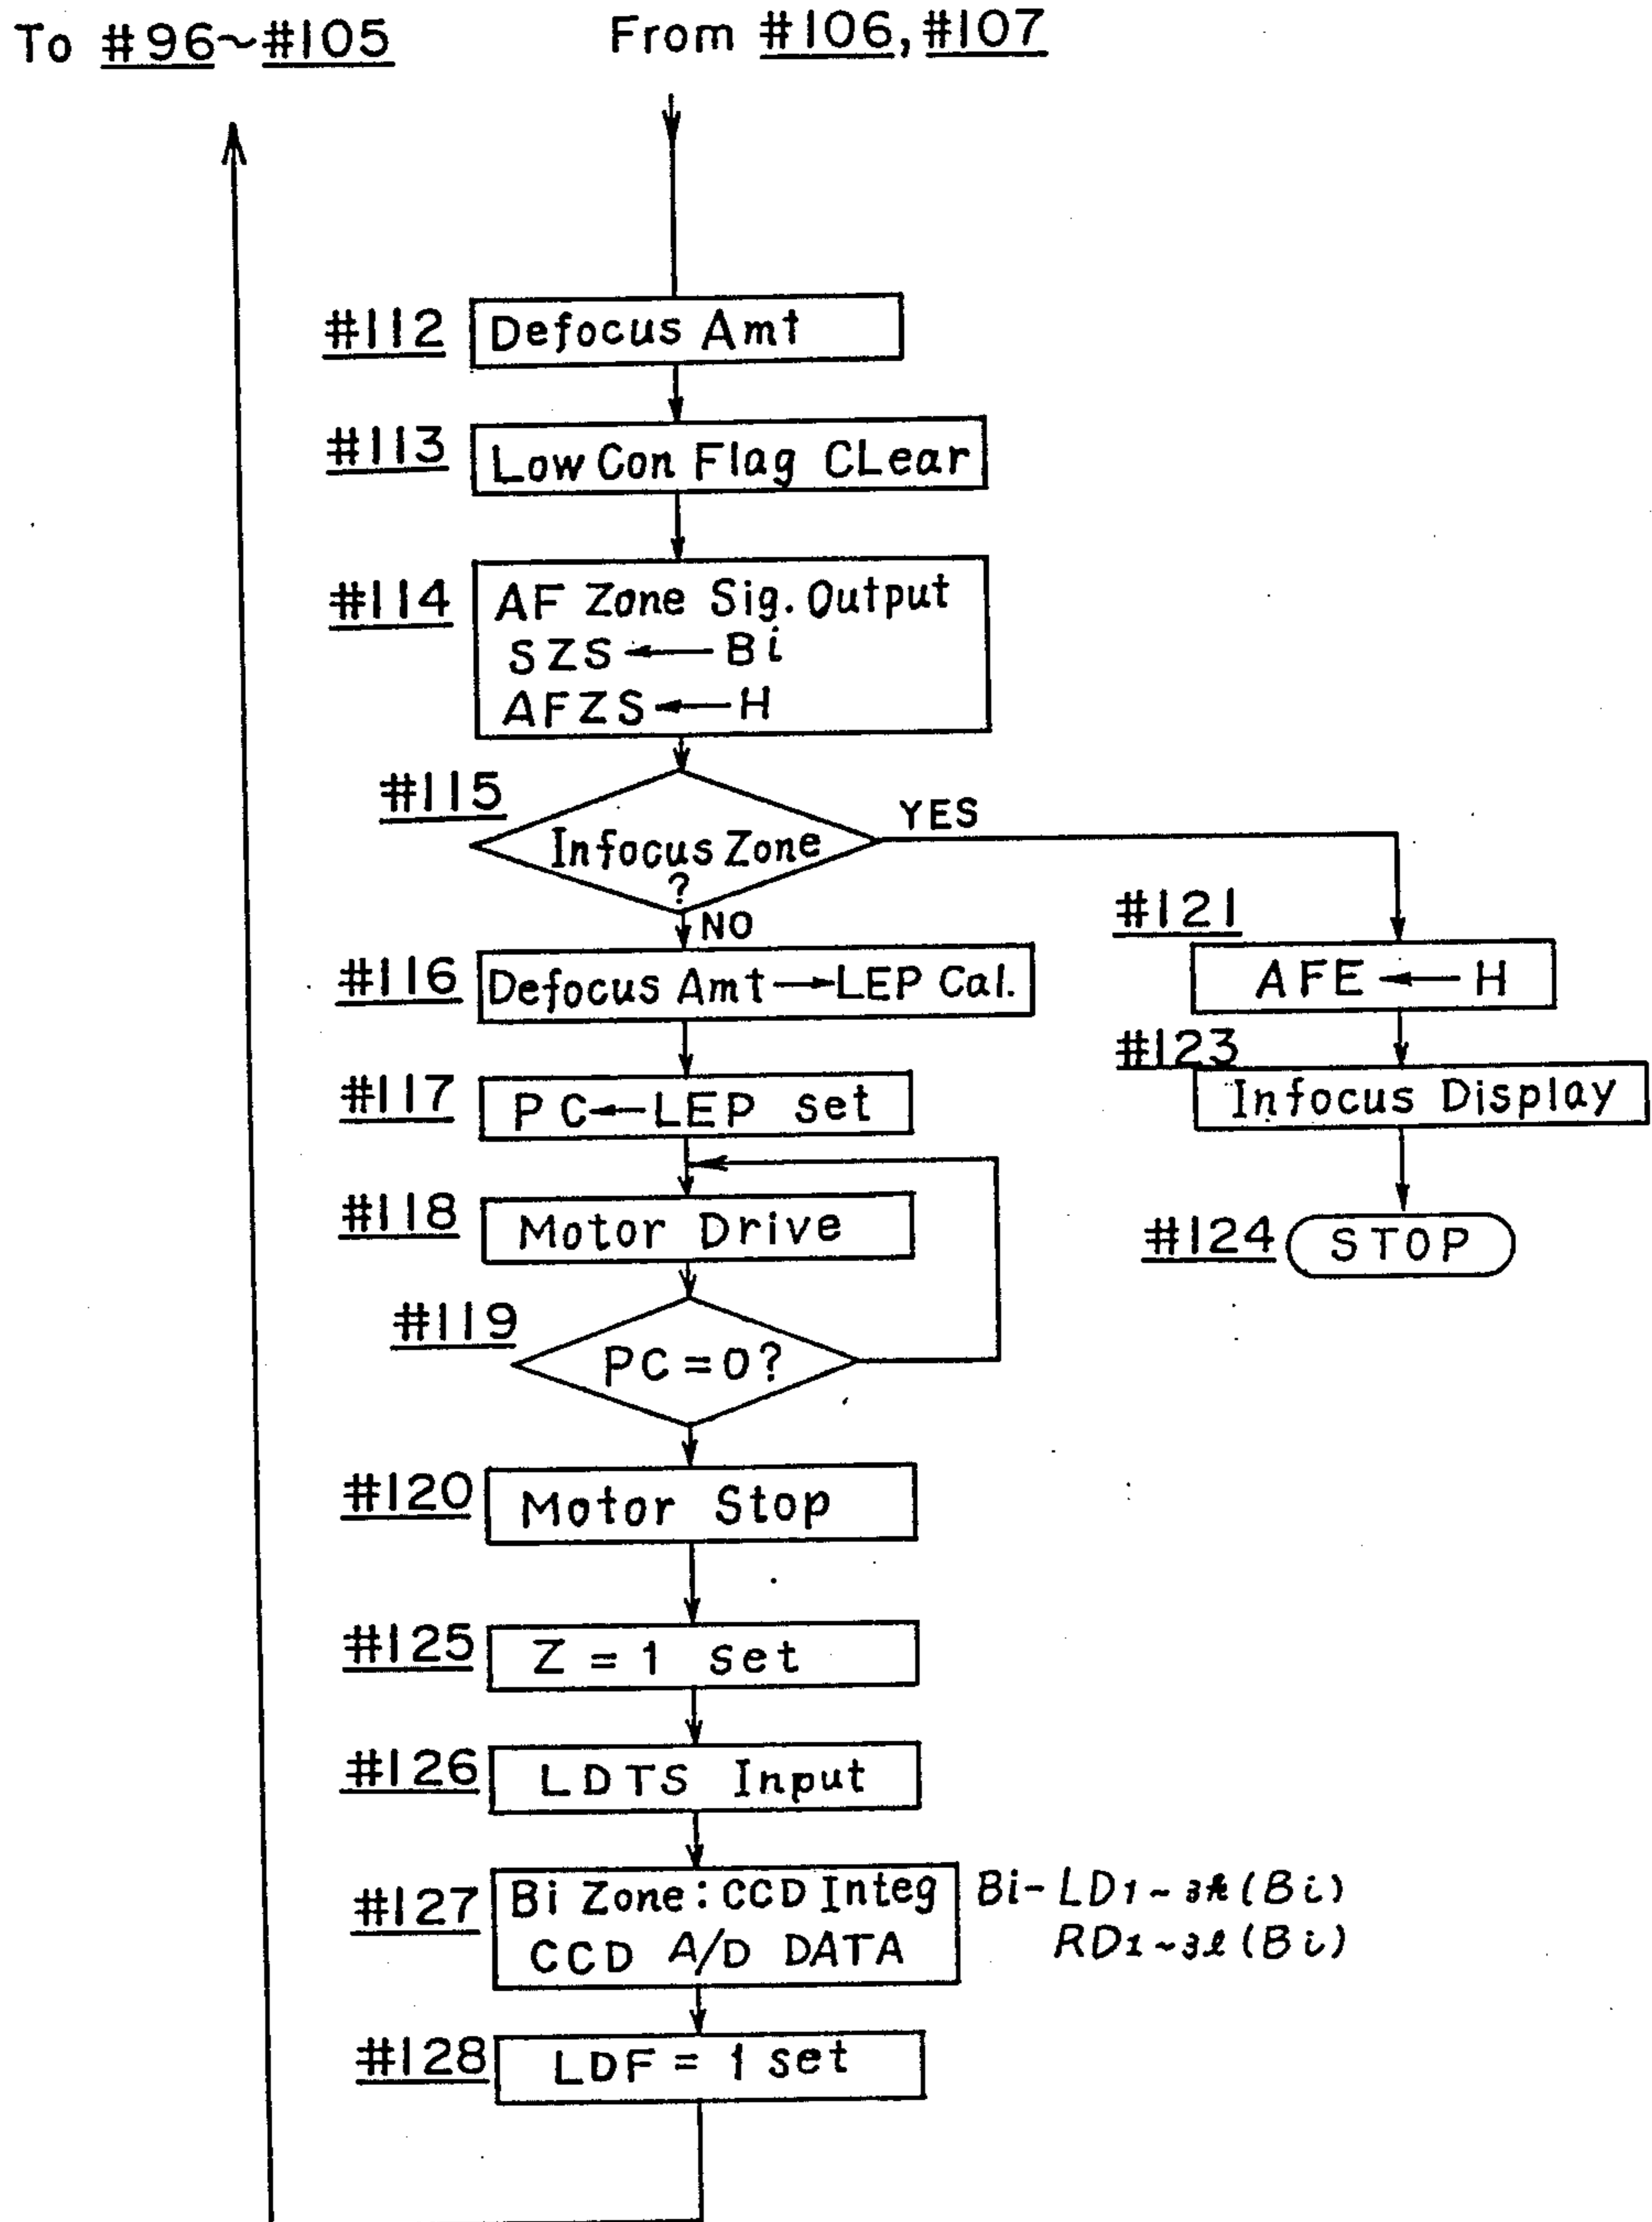 To #96~#105
From #106, #107
#112 Defocus Amt
#113 Low Con Flag CLear
#114 AF Zone Sig. Output
SZS ← Bi
AFZS ← H
#115 Infocus Zone
?
YES
NO
#116 Defocus Amt → LEP Cal.
#117 PC ← LEP set
#118 Motor Drive
#119 PC = 0?
#120 Motor Stop
#121 AFE ← H
#123 Infocus Display
#124 STOP
#125 Z = 1 set
#126 LDTS Input
#127 Bi Zone: CCD Integ
CCD A/D DATA
Bi-LD1~3k (Bi)
RD1~3l (Bi)
#128 LDF = 1 set